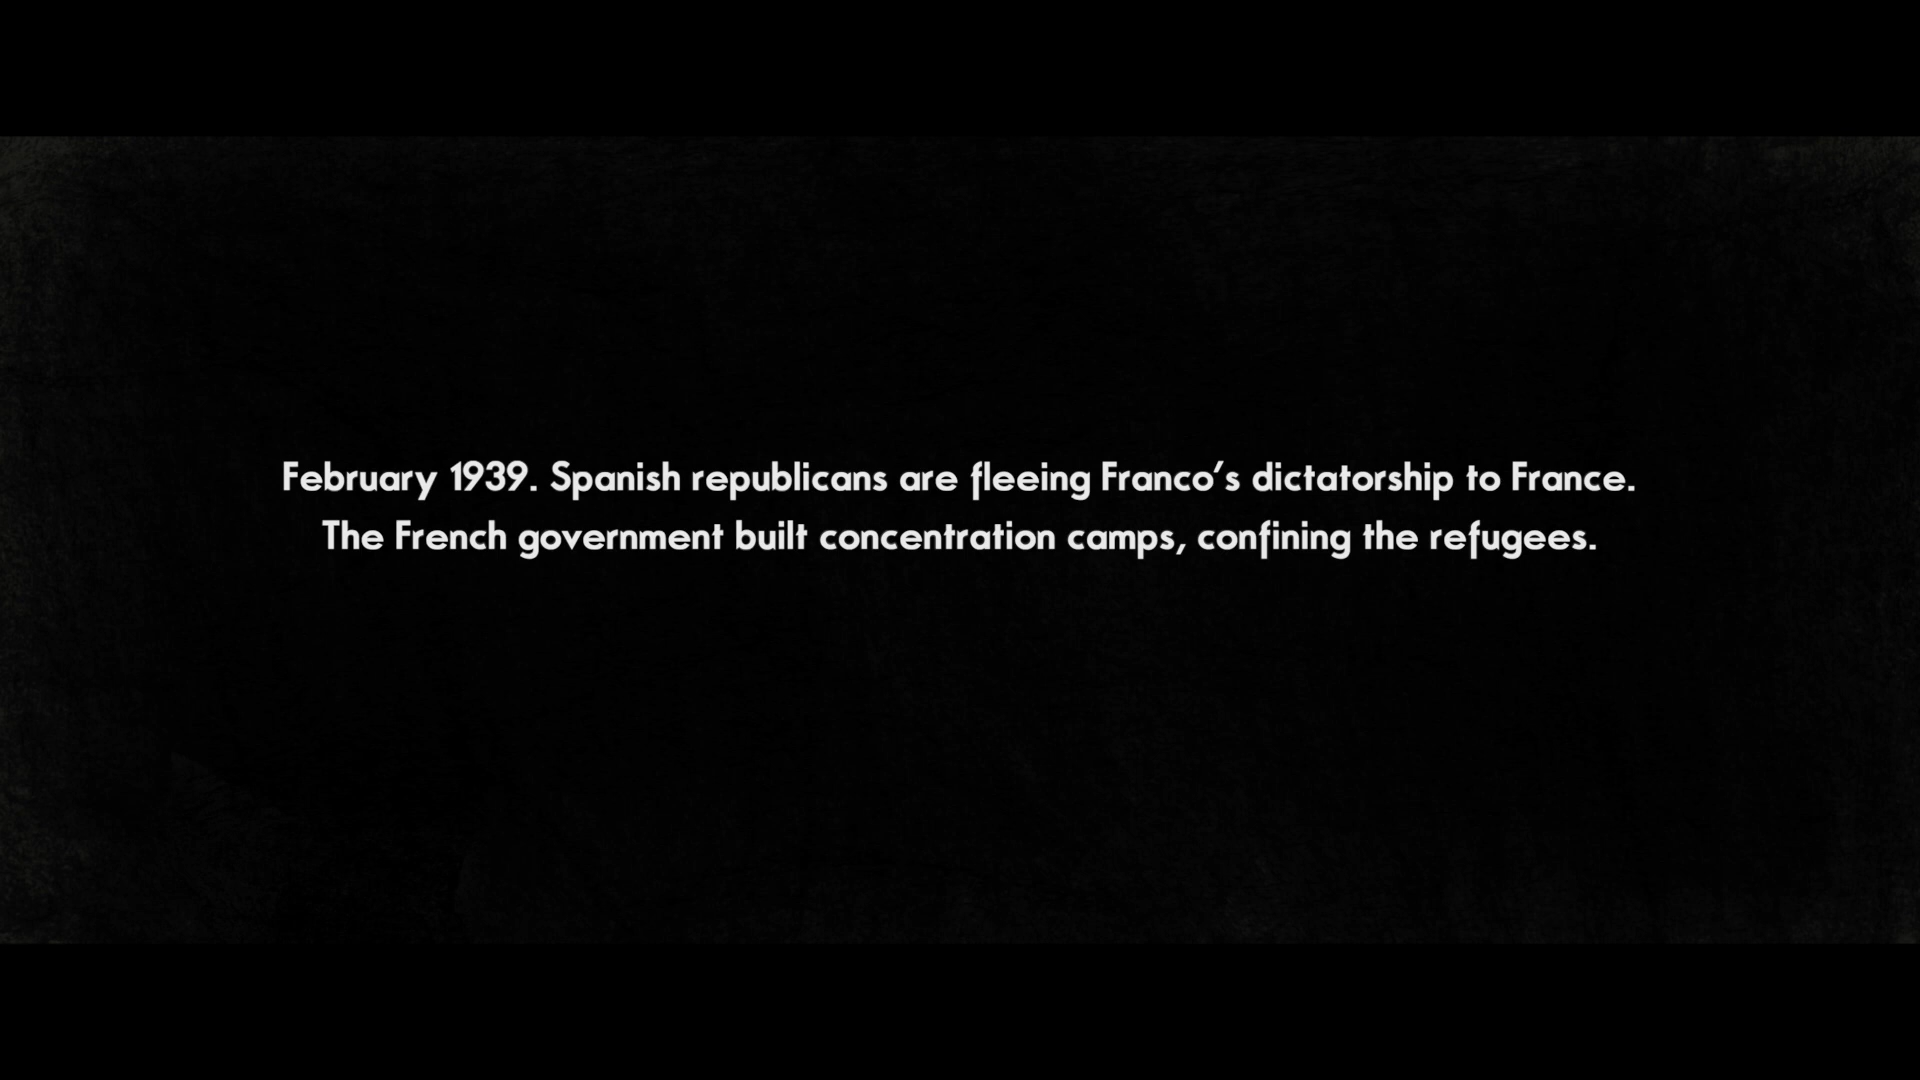 February 1939. Spanish republicans are fleeing Franco's dictatorship to France.
The French government built concentration camps, confining the refugees.